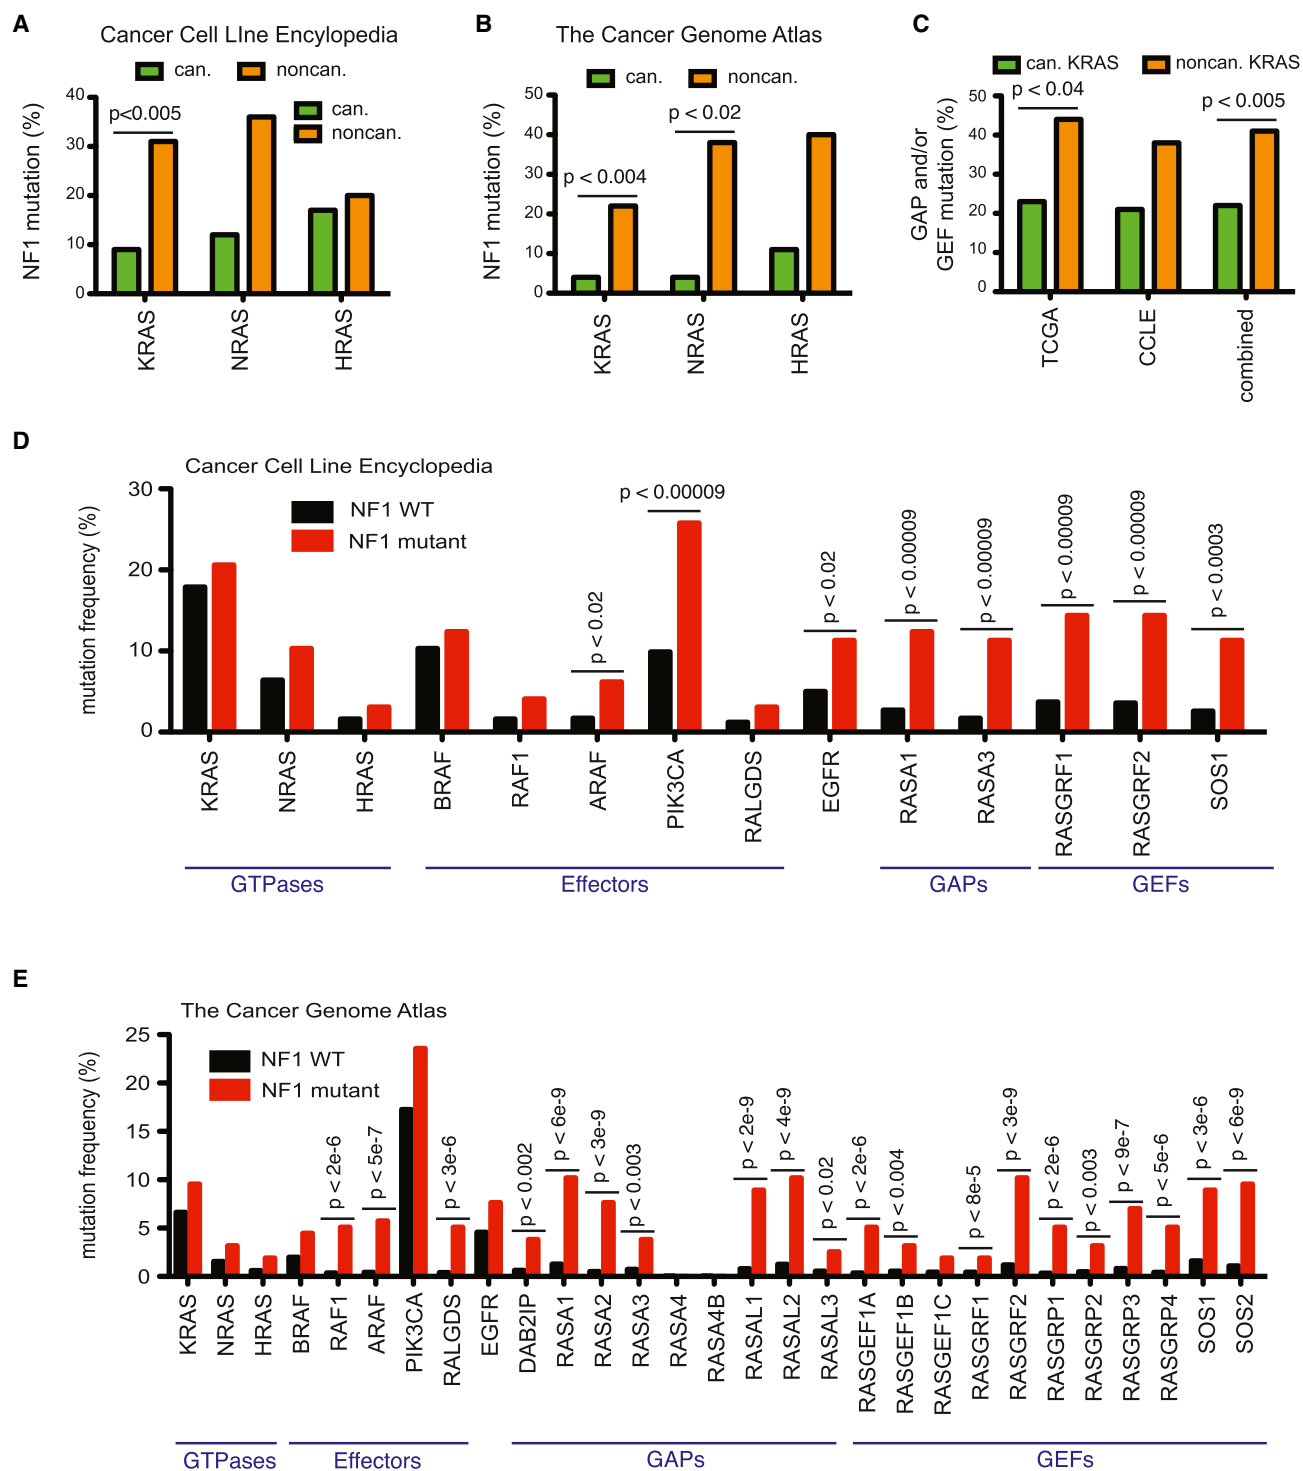 A
Cancer Cell LIne Encylopedia
can. noncan.
can.
noncan.
NF1 mutation (%)
40
30
20
10
0
p<0.005
KRAS
NRAS
HRAS
B
The Cancer Genome Atlas
can. noncan.
NF1 mutation (%)
50
40
30
20
10
0
p < 0.004
p < 0.02
KRAS
NRAS
HRAS
C
can. KRAS noncan. KRAS
GAP and/or
GEF mutation (%)
50
40
30
20
10
0
p < 0.04
p < 0.005
TCGA
CCLE
combined
D
Cancer Cell Line Encyclopedia
NF1 WT
NF1 mutant
mutation frequency (%)
30
20
10
0
p < 0.02
p < 0.00009
p < 0.02
p < 0.00009
p < 0.00009
p < 0.00009
p < 0.00009
p < 0.0003
KRAS
NRAS
HRAS
BRAF
RAF1
ARAF
PIK3CA
RALGDS
EGFR
RASA1
RASA3
RASGRF1
RASGRF2
SOS1
GTPases
Effectors
GAPs
GEFs
E
The Cancer Genome Atlas
NF1 WT
NF1 mutant
mutation frequency (%)
25
20
15
10
5
0
p < 2e-6
p < 5e-7
p < 3e-6
p < 0.002
p < 6e-9
p < 3e-9
p < 0.003
p < 2e-9
p < 4e-9
p < 0.02
p < 2e-6
p < 0.004
p < 8e-5
p < 3e-9
p < 2e-6
p < 0.003
p < 9e-7
p < 5e-6
p < 3e-6
p < 6e-9
KRAS
NRAS
HRAS
BRAF
RAF1
ARAF
PIK3CA
RALGDS
EGFR
DAB2IP
RASA1
RASA2
RASA3
RASA4
RASA4B
RASAL1
RASAL2
RASAL3
RASGEF1A
RASGEF1B
RASGEF1C
RASGRF1
RASGRF2
RASGRP1
RASGRP2
RASGRP3
RASGRP4
SOS1
SOS2
GTPases
Effectors
GAPs
GEFs